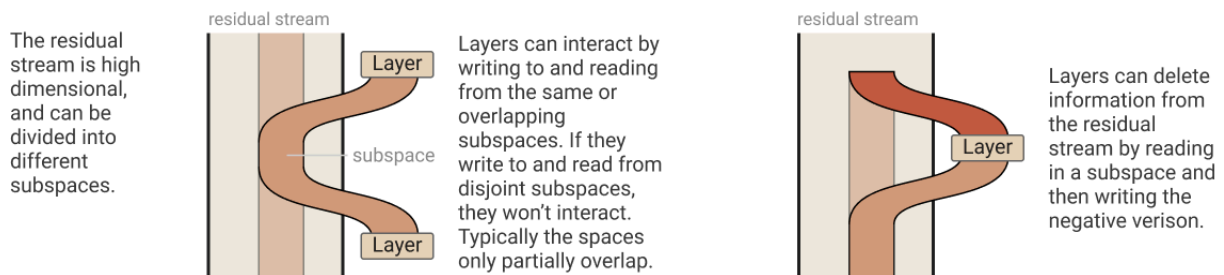 The residual
stream is high
dimensional,
and can be
divided into
different
subspaces.
residual stream
Layer
subspace
Layer
Layers can interact by
writing to and reading
from the same or
overlapping
subspaces. If they
write to and read from
disjoint subspaces,
they won't interact.
Typically the spaces
only partially overlap.
residual stream
Layer
Layers can delete
information from
the residual
stream by reading
in a subspace and
then writing the
negative verison.